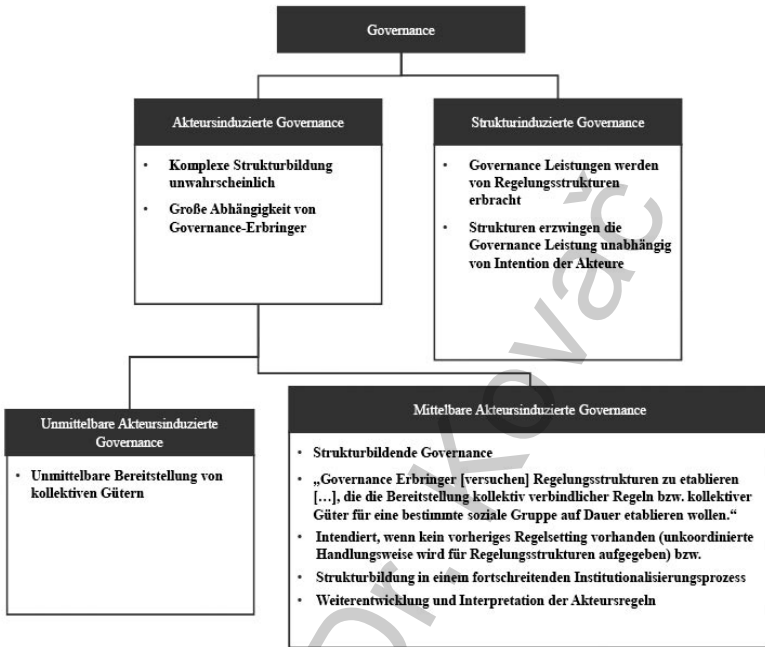 Governance
Akteursinduzierte Governance
• Komplexe Strukturbildung
unwahrscheinlich
• Große Abhängigkeit von
Governance-Erbringer
Strukturinduzierte Governance
• Governance Leistungen werden
von Regelungsstrukturen
erbracht
• Strukturen erzwingen die
Governance Leistung unabhängig
von Intention der Akteure
Unmittelbare Akteursinduzierte
Governance
• Unmittelbare Bereitstellung von
kollektiven Gütern
Mittelbare Akteursinduzierte Governance
• Strukturbildende Governance
• „Governance Erbringer [versuchen] Regelungsstrukturen zu etablieren
[…], die die Bereitstellung kollektiv verbindlicher Regeln bzw. kollektiver
Güter für eine bestimmte soziale Gruppe auf Dauer etablieren wollen.“
• Intendiert, wenn kein vorheriges Regelsetting vorhanden (unkoordinierte
Handlungsweise wird für Regelungsstrukturen aufgegeben) bzw.
• Strukturbildung in einem fortschreitenden Institutionalisierungsprozess
• Weiterentwicklung und Interpretation der Akteursregeln
Dr. Kovač